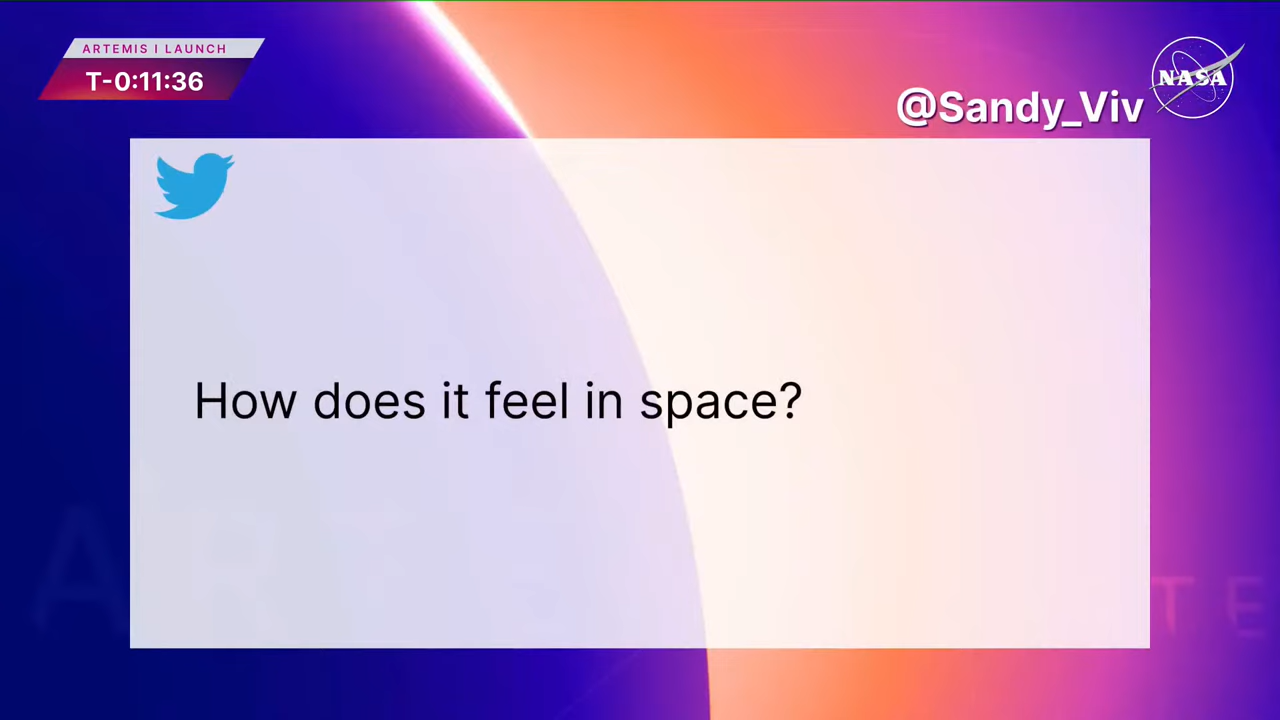 ARTEMIS I LAUNCH
T-0:11:36
@Sandy_Viv
NASA
How does it feel in space?
A R T
T E